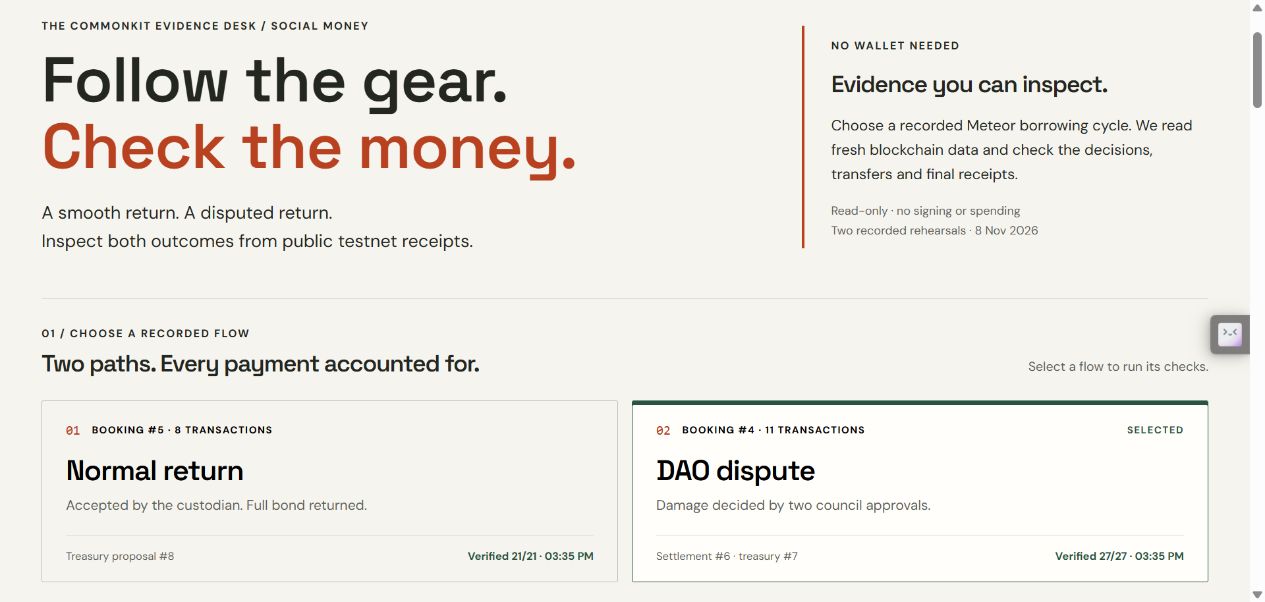 THE COMMONKIT EVIDENCE DESK / SOCIAL MONEY
Follow the gear.
Check the money.
A smooth return. A disputed return.
Inspect both outcomes from public testnet receipts.
NO WALLET NEEDED
Evidence you can inspect.
Choose a recorded Meteor borrowing cycle. We read
fresh blockchain data and check the decisions,
transfers and final receipts.
Read-only · no signing or spending
Two recorded rehearsals · 8 Nov 2026
01 / CHOOSE A RECORDED FLOW
Two paths. Every payment accounted for.
Select a flow to run its checks.
01 BOOKING #5 · 8 TRANSACTIONS
Normal return
Accepted by the custodian. Full bond returned.
Treasury proposal #8
Verified 21/21 · 03:35 PM
02 BOOKING #4 · 11 TRANSACTIONS
SELECTED
DAO dispute
Damage decided by two council approvals.
Settlement #6 · treasury #7
Verified 27/27 · 03:35 PM